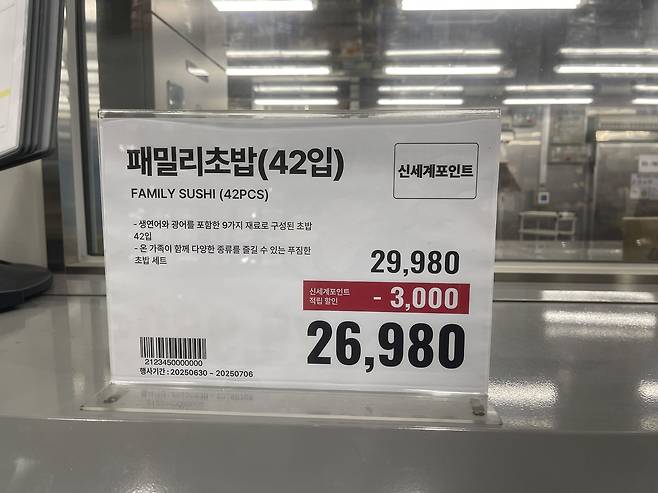 패밀리초밥(42입)
FAMILY SUSHI (42PCS)
신세계포인트
- 생연어와 광어를 포함한 9가지 재료로 구성된 초밥
42입
- 온 가족이 함께 다양한 종류를 즐길 수 있는 푸짐한
초밥 세트
29,980
신세계포인트
적립 할인
- 3,000
26,980
2123450000000
행사기간 : 20250630 ~ 20250706